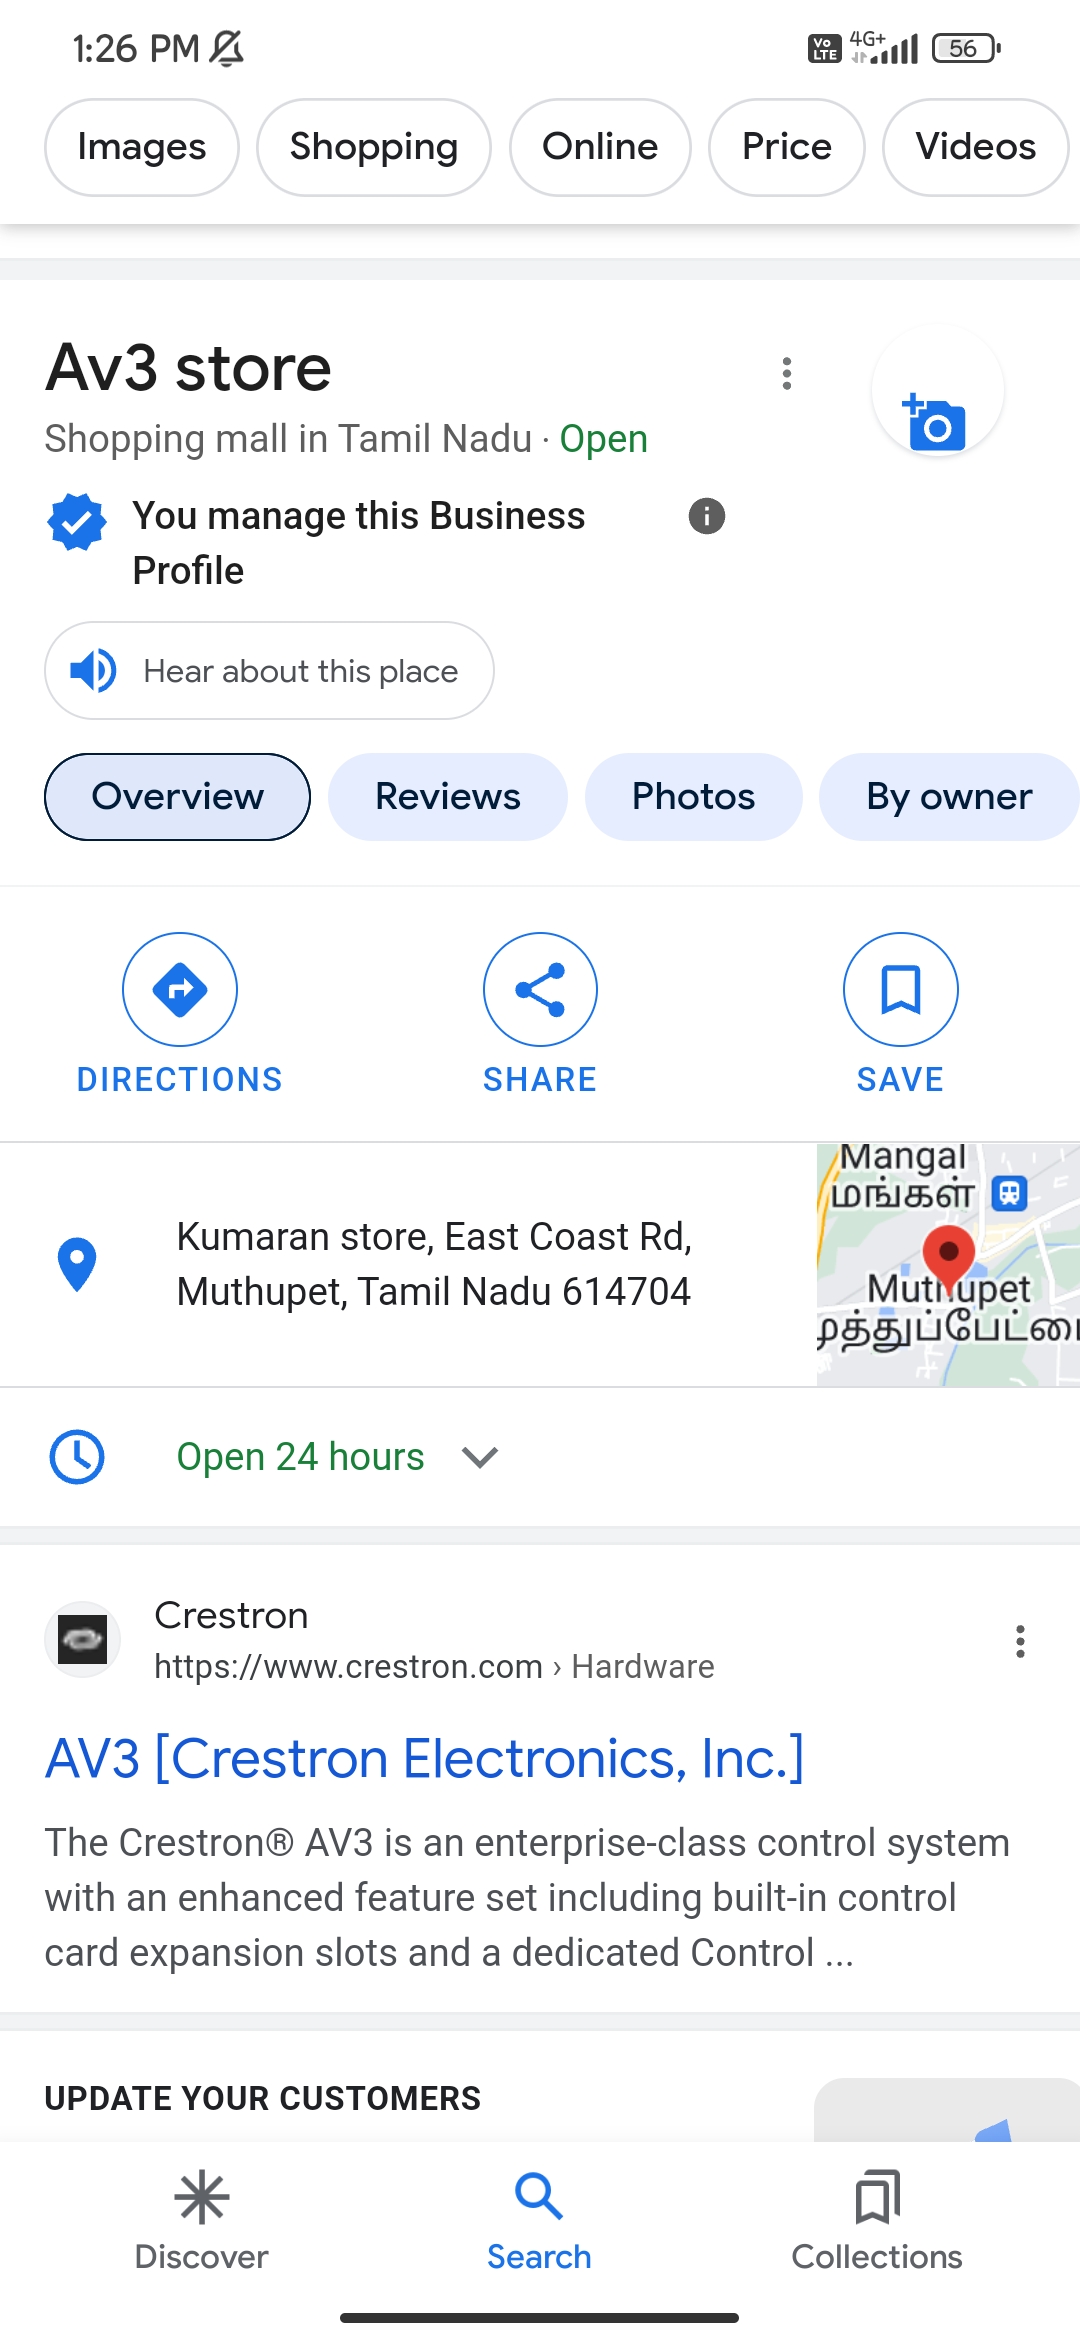 1:26 PM
Vo LTE
4G+
56
Images
Shopping
Online
Price
Videos
Av3 store
Shopping mall in Tamil Nadu · Open
You manage this Business
Profile
Hear about this place
Overview
Reviews
Photos
By owner
DIRECTIONS
SHARE
SAVE
Kumaran store, East Coast Rd,
Muthupet, Tamil Nadu 614704
Mangal
மங்கள்
Muthupet
முத்துப்பேட்டை
Open 24 hours
Crestron
https://www.crestron.com › Hardware
AV3 [Crestron Electronics, Inc.]
The Crestron® AV3 is an enterprise-class control system
with an enhanced feature set including built-in control
card expansion slots and a dedicated Control ...
UPDATE YOUR CUSTOMERS
Discover
Search
Collections